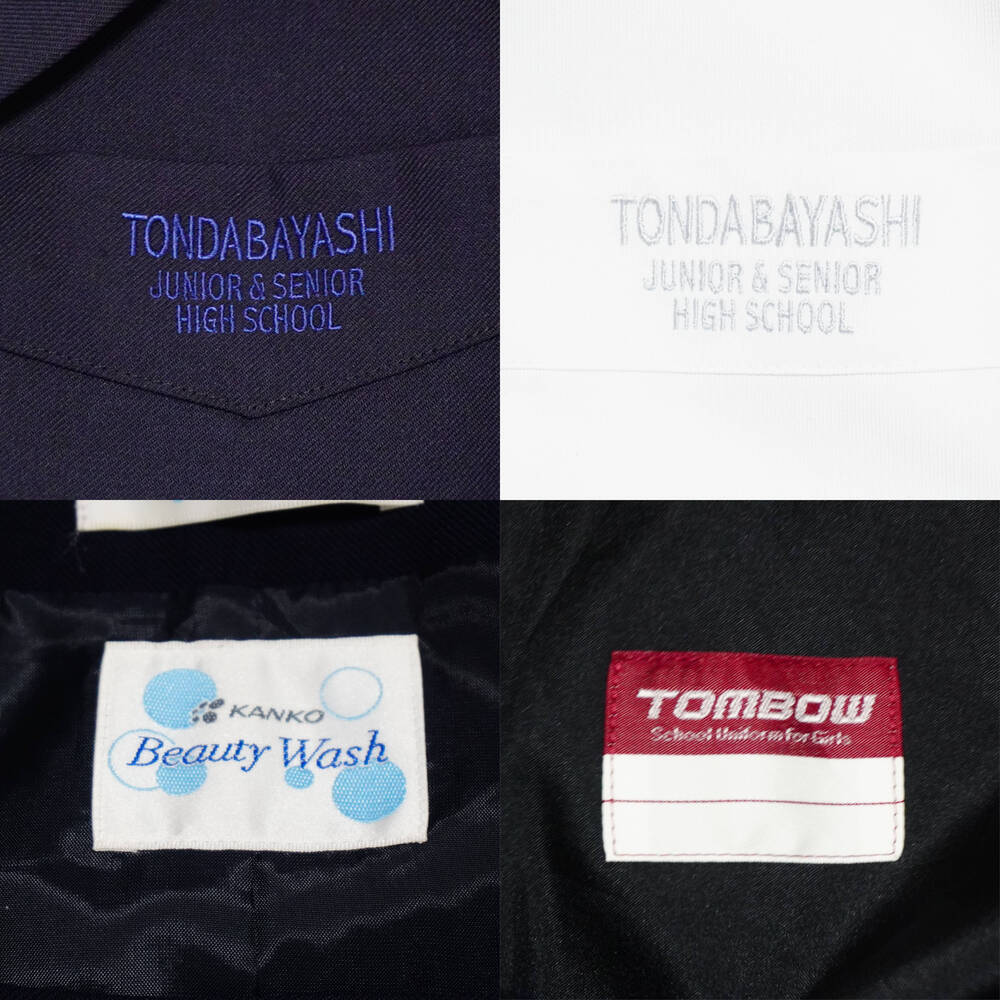 TONDABAYASHI
JUNIOR & SENIOR
HIGH SCHOOL
TONDABAYASHI
JUNIOR & SENIOR
HIGH SCHOOL
KANKO
Beauty Wash
TOMBOW
School Uniform for Girls